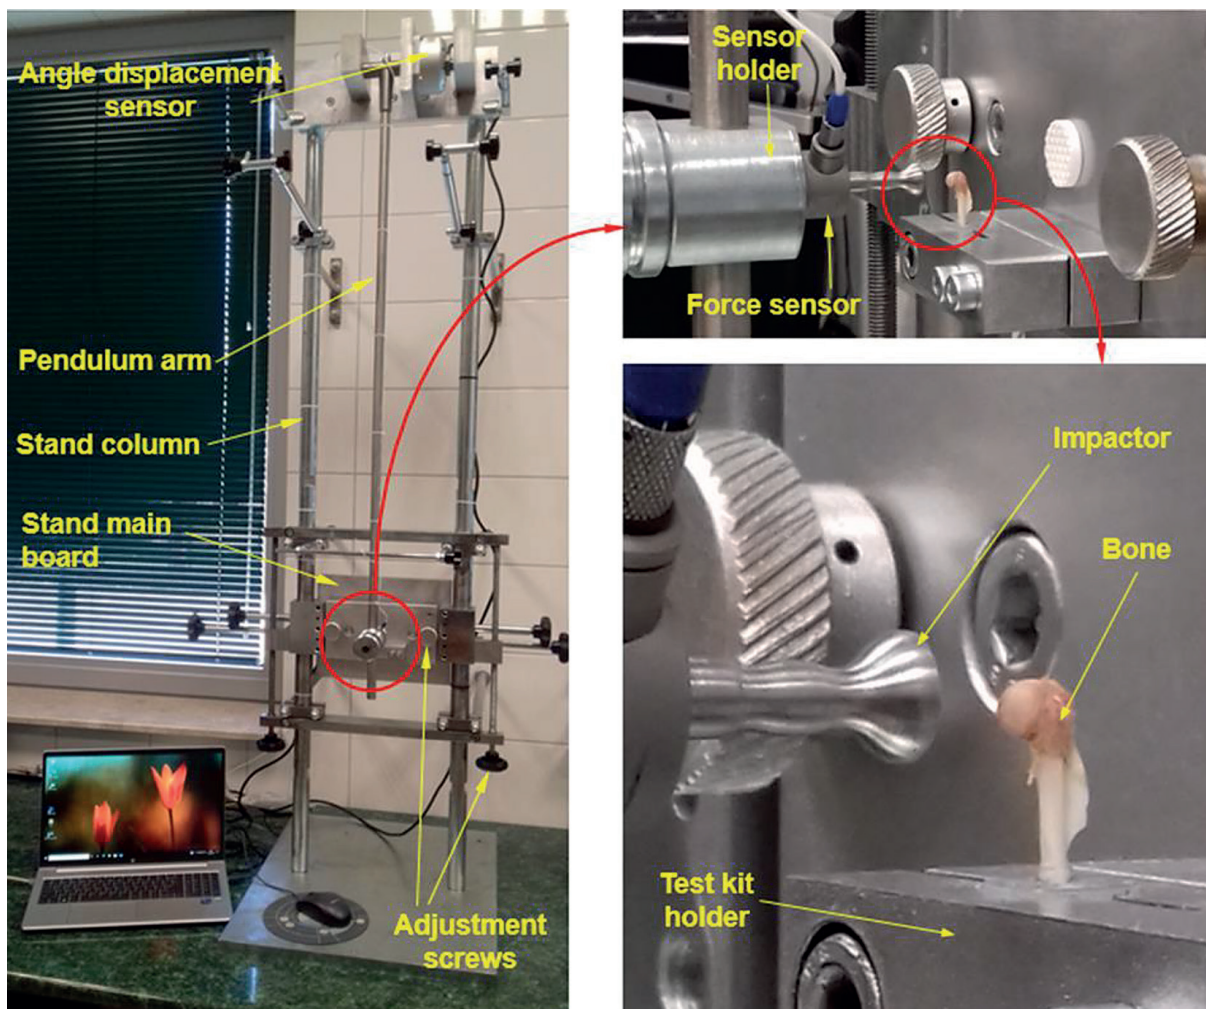 Angle displacement
sensor
Pendulum arm
Stand column
Stand main
board
Adjustment
screws
Sensor
holder
Force sensor
Impactor
Bone
Test kit
holder